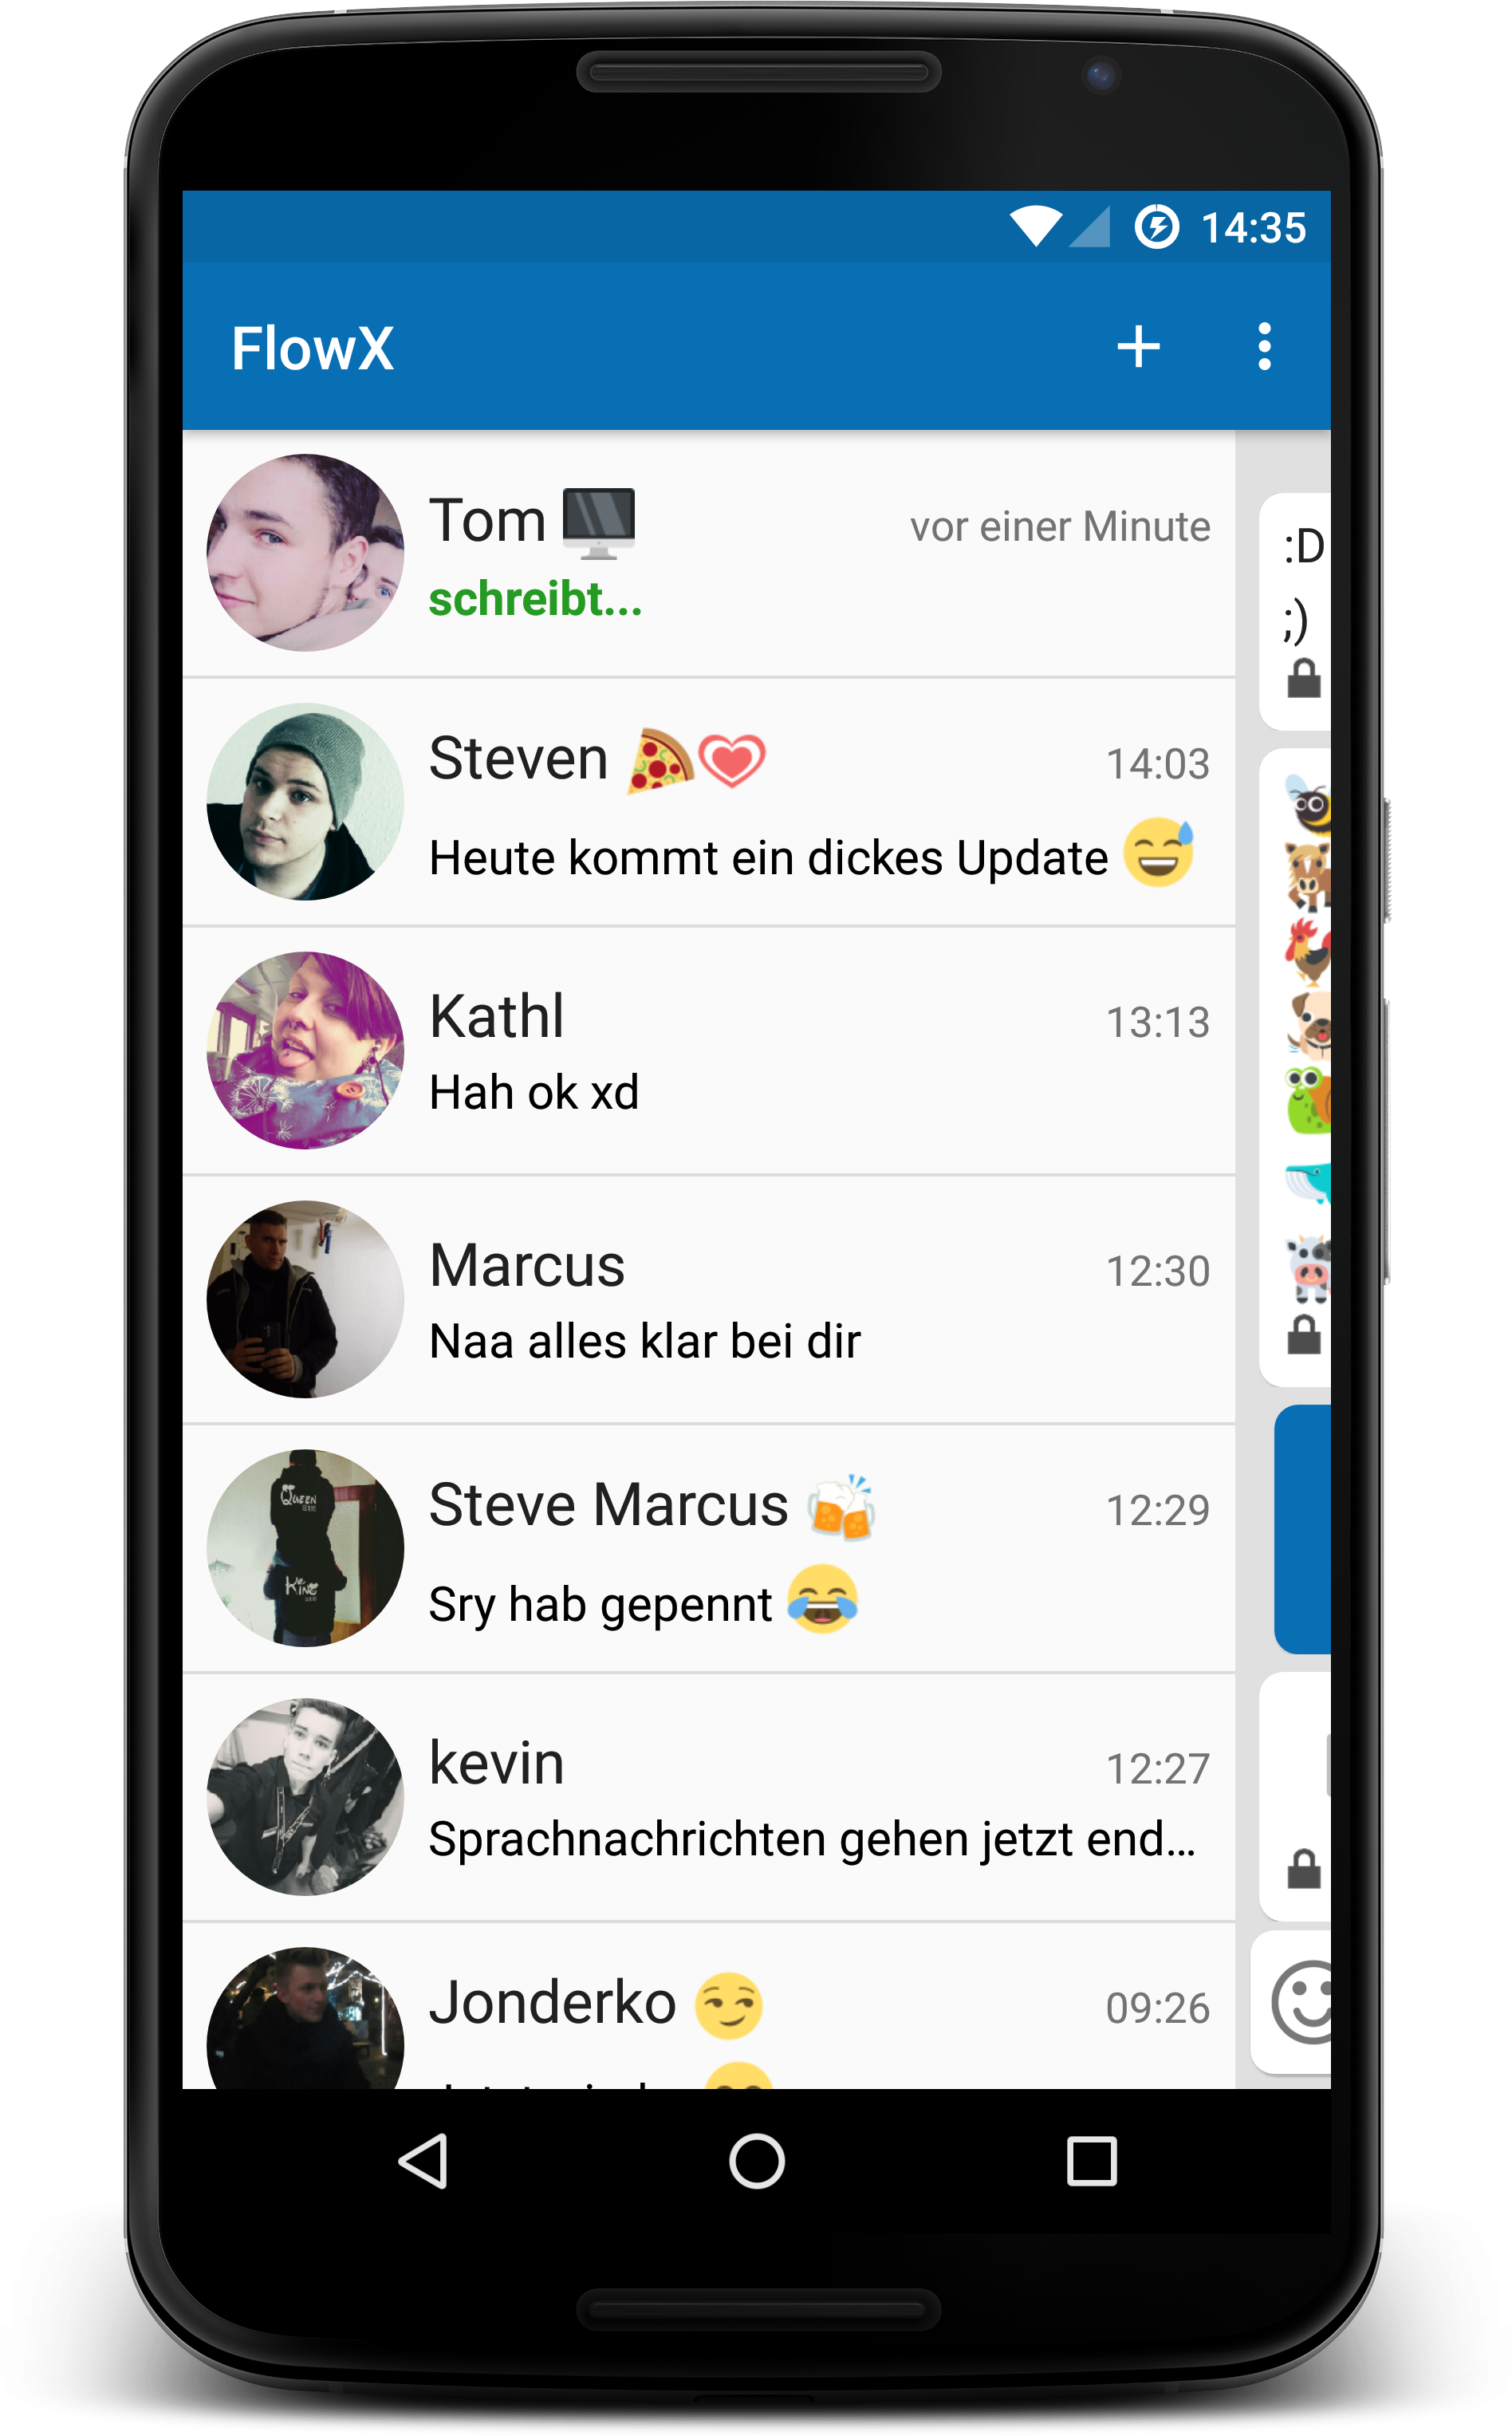 14:35
FlowX
Tom 🖥 vor einer Minute
schreibt...
Steven 🍕💗 14:03
Heute kommt ein dickes Update 😅
Kathl 13:13
Hah ok xd
Marcus 12:30
Naa alles klar bei dir
Steve Marcus 🍻 12:29
Sry hab gepennt 😂
kevin 12:27
Sprachnachrichten gehen jetzt end...
Jonderko 😏 09:26
:D
;)
QUEEN
KING